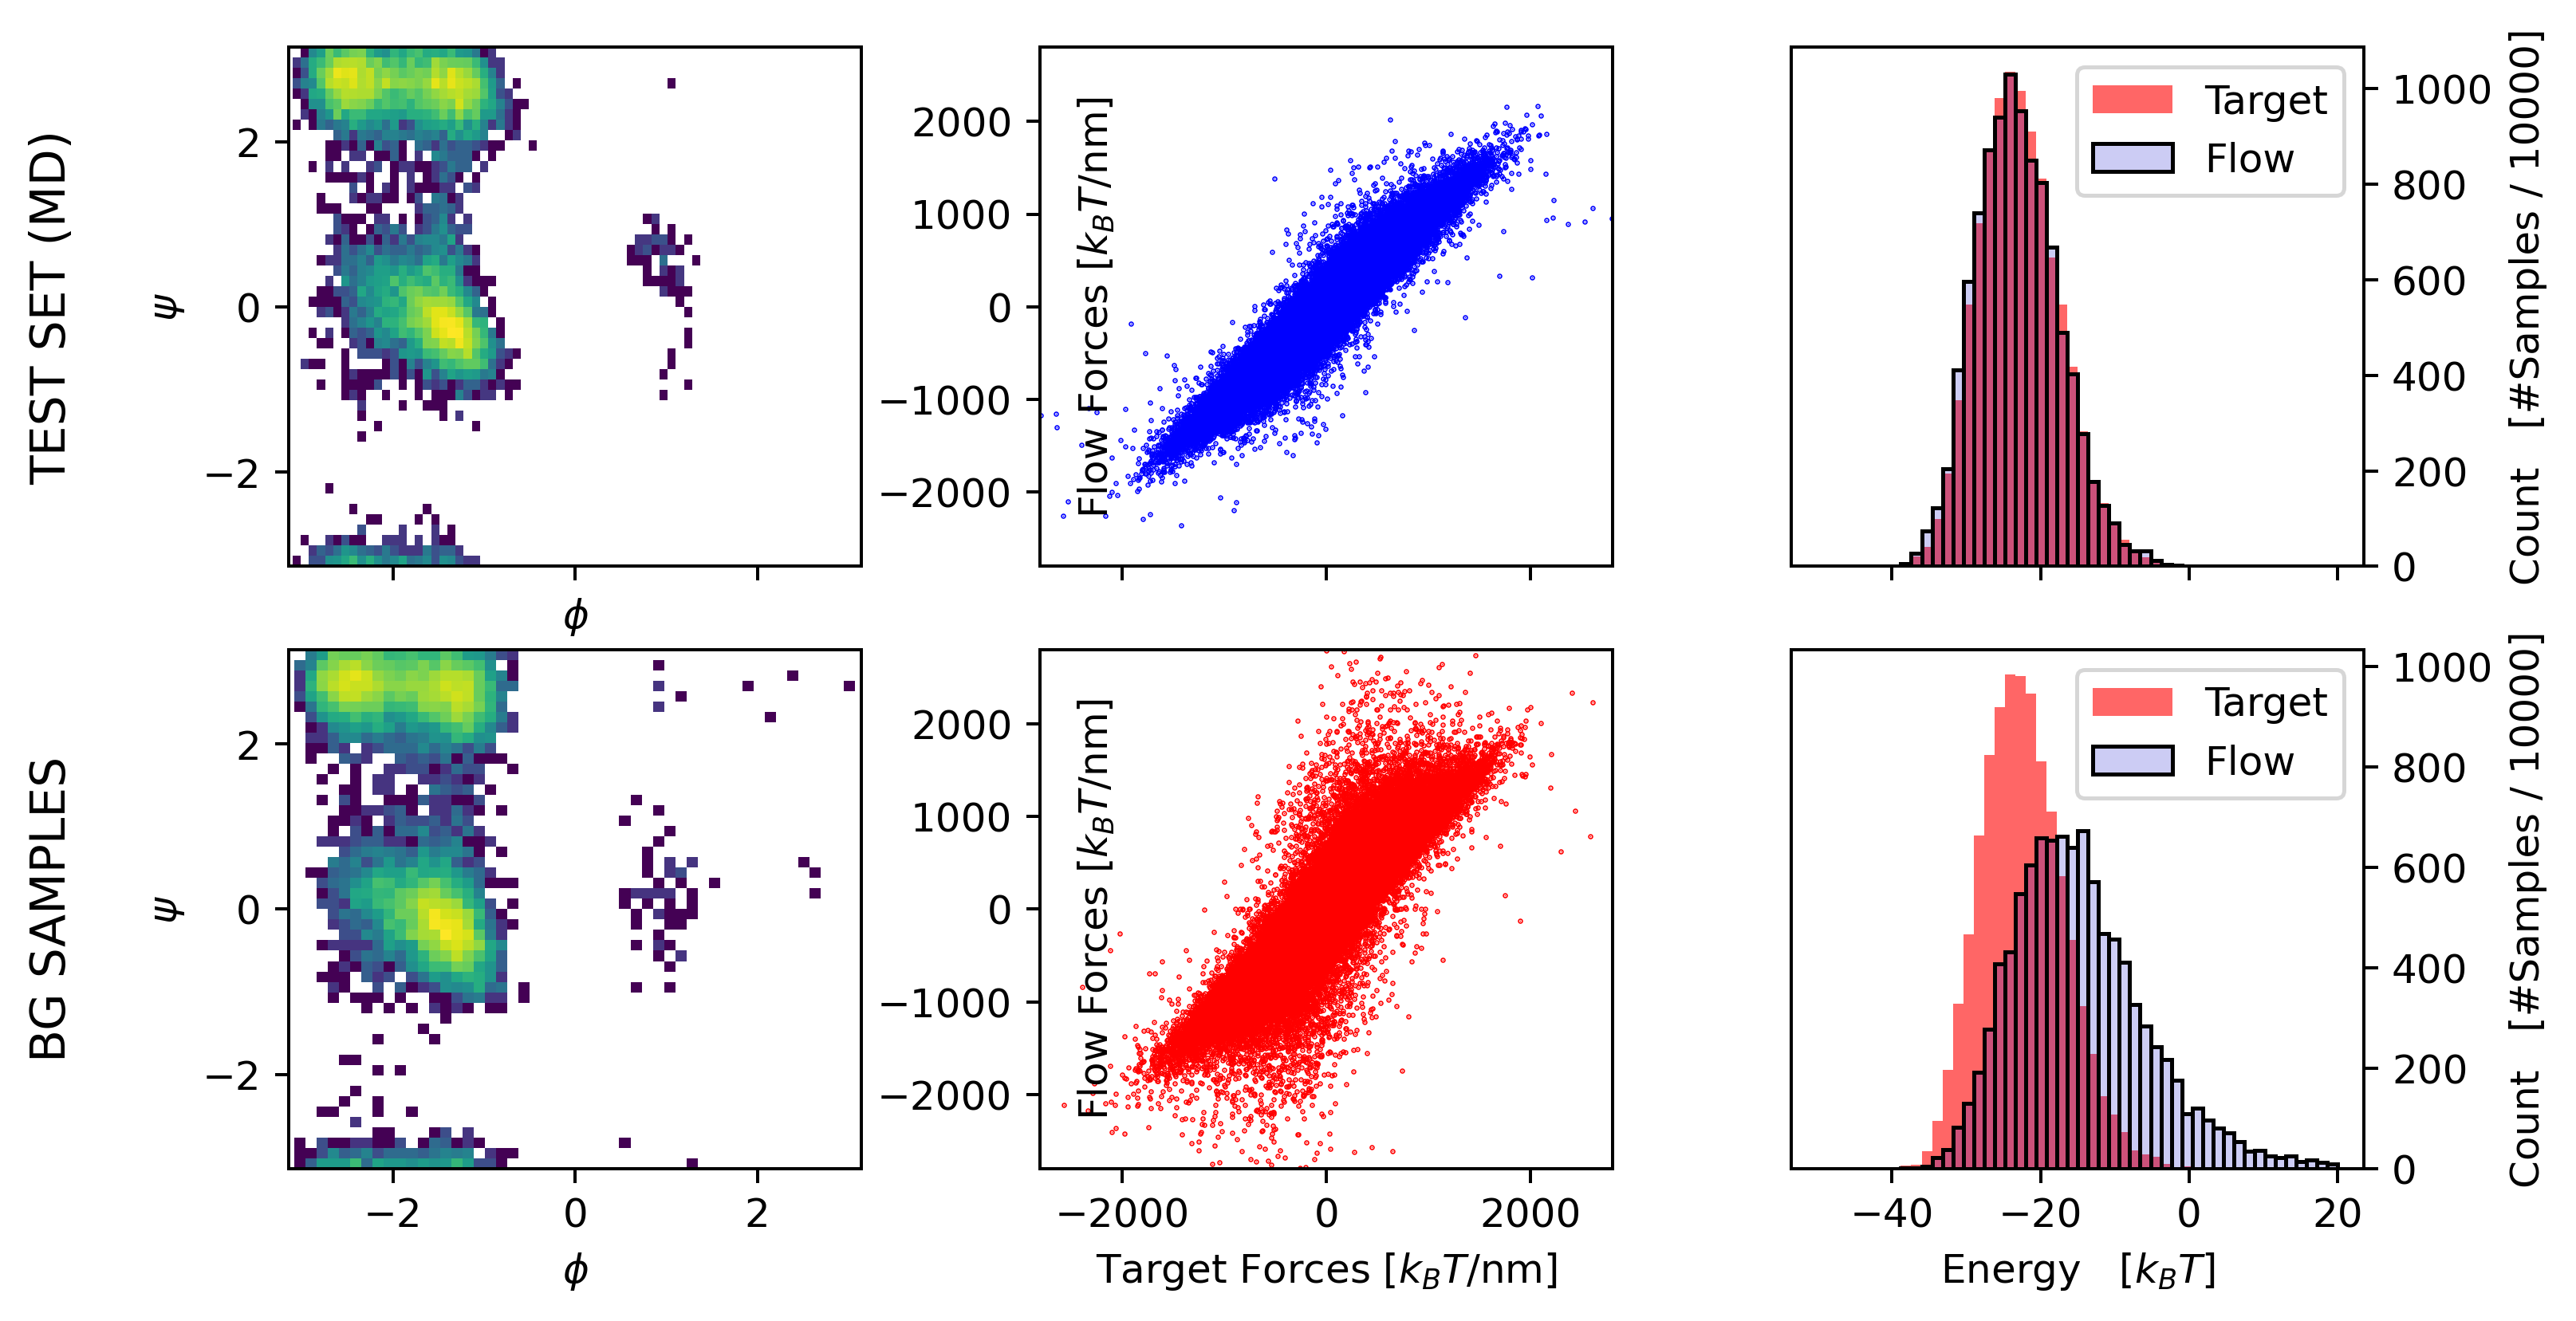 TEST SET (MD)
ψ
2
0
−2
ϕ
Flow Forces [k_BT/nm]
2000
1000
0
−1000
−2000
Target
Flow
1000
800
600
400
200
0
Count [#Samples / 10000]
BG SAMPLES
ψ
2
0
−2
−2 0 2
ϕ
Flow Forces [k_BT/nm]
2000
1000
0
−1000
−2000
−2000 0 2000
Target Forces [k_BT/nm]
Target
Flow
1000
800
600
400
200
0
Count [#Samples / 10000]
−40 −20 0 20
Energy [k_BT]